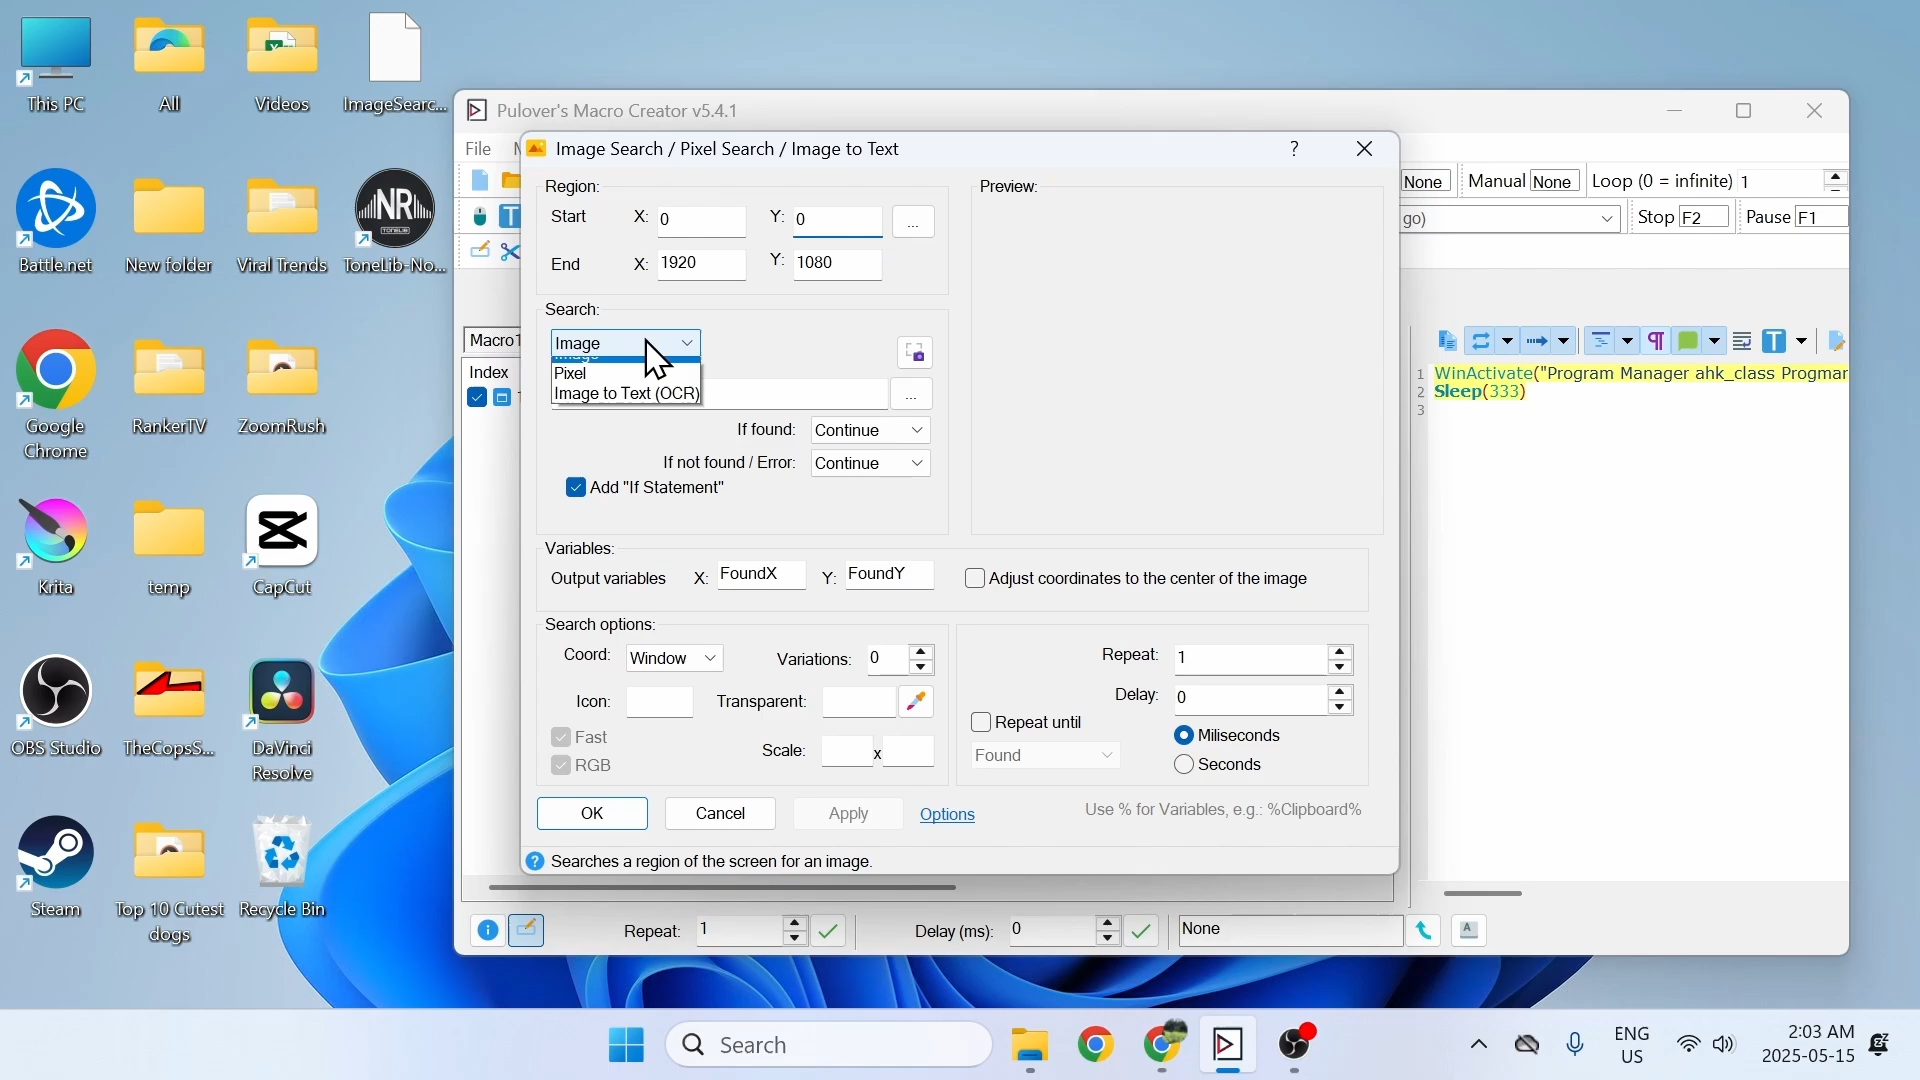 This PC
All
Videos
ImageSearc...
Battle.net
New folder
Viral Trends
ToneLib-No...
Google
Chrome
RankerTV
ZoomRush
Krita
temp
CapCut
OBS Studio
TheCopsS...
DaVinci
Resolve
Steam
Top 10 Cutest
dogs
Recycle Bin
Pulover's Macro Creator v5.4.1
File
None
Manual None
Loop (0 = infinite) 1
go)
Stop F2
Pause F1
Macro1
Index
1 WinActivate("Program Manager ahk_class Progmar
2 Sleep(333)
3
Image Search / Pixel Search / Image to Text
Region:
Start X: 0 Y: 0 ...
End X: 1920 Y: 1080
Preview:
Search:
Image
Pixel
Image to Text (OCR)
...
If found: Continue
If not found / Error: Continue
Add "If Statement"
Variables:
Output variables X: FoundX Y: FoundY Adjust coordinates to the center of the image
Search options:
Coord: Window Variations: 0
Icon: Transparent:
Fast
RGB
Scale: x
Repeat: 1
Delay: 0
Repeat until
Found
Miliseconds
Seconds
OK Cancel Apply Options
Use % for Variables, e.g.: %Clipboard%
Searches a region of the screen for an image.
Repeat: 1
Delay (ms): 0
None
A
Search
ENG
US
2:03 AM
2025-05-15